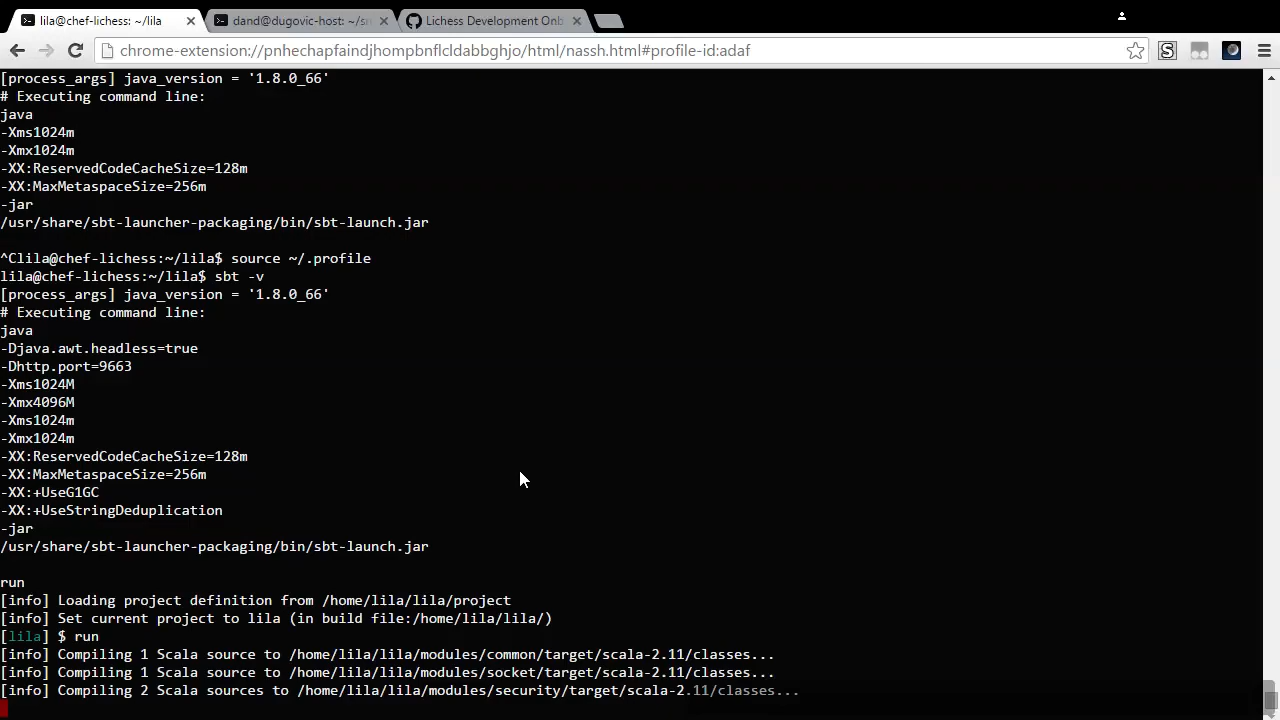 lila@chef-lichess: ~/lila
dand@dugovic-host: ~/s
Lichess Development Onb
chrome-extension://pnhechapfaindjhompbnflcldabbghjo/html/nassh.html#profile-id:adaf
[process_args] java_version = '1.8.0_66'
# Executing command line:
java
-Xms1024m
-Xmx1024m
-XX:ReservedCodeCacheSize=128m
-XX:MaxMetaspaceSize=256m
-jar
/usr/share/sbt-launcher-packaging/bin/sbt-launch.jar
^Clila@chef-lichess:~/lila$ source ~/.profile
lila@chef-lichess:~/lila$ sbt -v
[process_args] java_version = '1.8.0_66'
# Executing command line:
java
-Djava.awt.headless=true
-Dhttp.port=9663
-Xms1024M
-Xmx4096M
-Xms1024m
-Xmx1024m
-XX:ReservedCodeCacheSize=128m
-XX:MaxMetaspaceSize=256m
-XX:+UseG1GC
-XX:+UseStringDeduplication
-jar
/usr/share/sbt-launcher-packaging/bin/sbt-launch.jar
run
[info] Loading project definition from /home/lila/lila/project
[info] Set current project to lila (in build file:/home/lila/lila/)
[lila] $ run
[info] Compiling 1 Scala source to /home/lila/lila/modules/common/target/scala-2.11/classes...
[info] Compiling 1 Scala source to /home/lila/lila/modules/socket/target/scala-2.11/classes...
[info] Compiling 2 Scala sources to /home/lila/lila/modules/security/target/scala-2.11/classes...